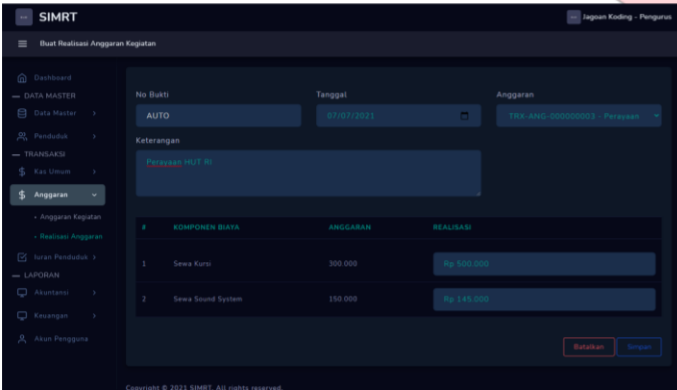 SIMRT
Jagoan Koding - Pengurus
Buat Realisasi Anggaran Kegiatan
Dashboard
DATA MASTER
Data Master
Penduduk
TRANSAKSI
Kas Umum
Anggaran
Anggaran Kegiatan
Realisasi Anggaran
Iuran Penduduk
LAPORAN
Akuntansi
Keuangan
Akun Pengguna
No Bukti Tanggal Anggaran
AUTO 07/07/2021 TRX-ANG-000000003 - Perayaan
Keterangan
Perayaan HUT RI
# KOMPONEN BIAYA ANGGARAN REALISASI
1 Sewa Kursi 300.000 Rp 500.000
2 Sewa Sound System 150.000 Rp 145.000
Batalkan Simpan
Copyright © 2021 SIMRT. All rights reserved.